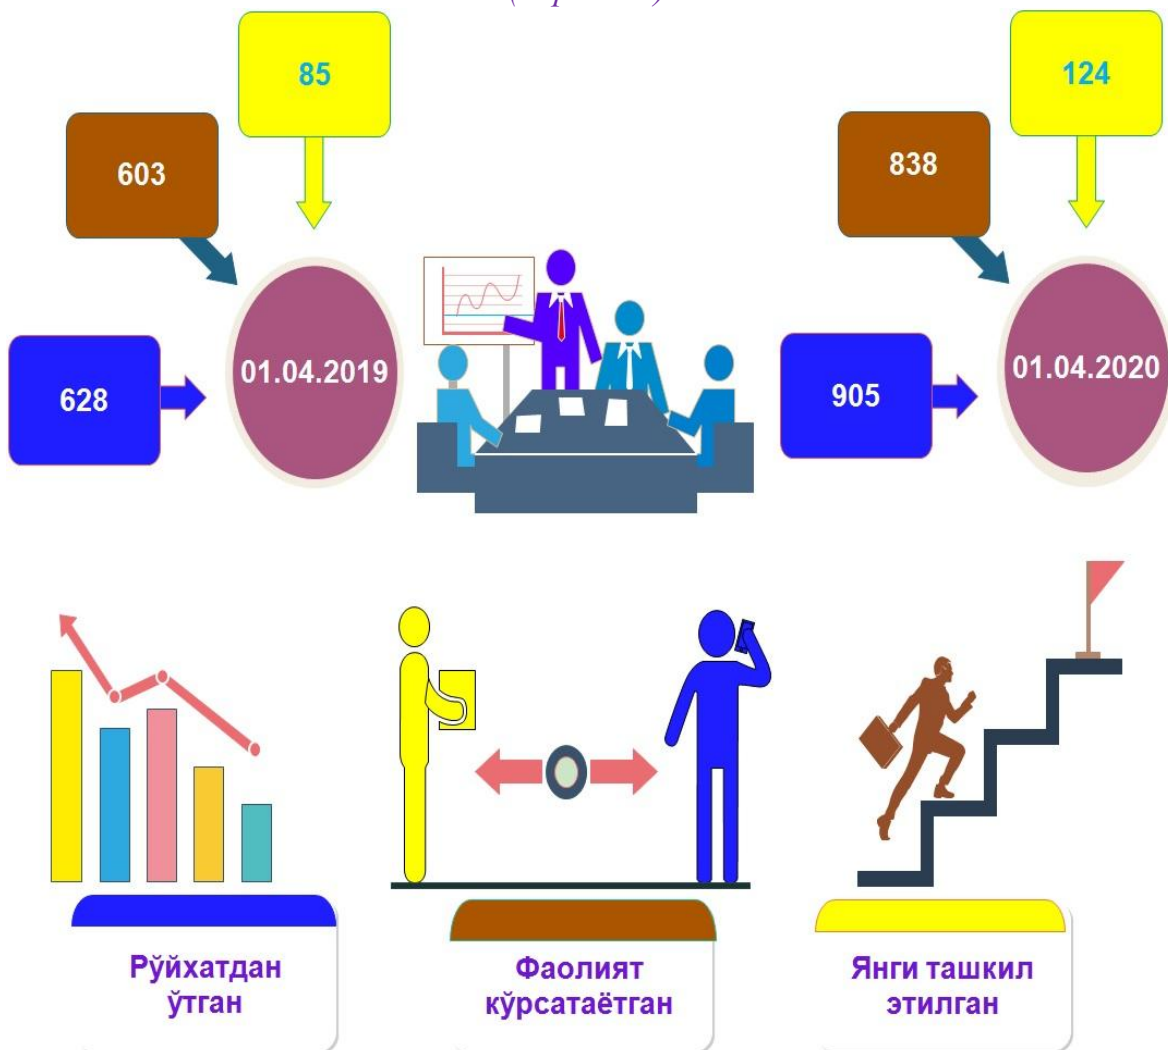 85
124
603
838
628
01.04.2019
905
01.04.2020
Рўйхатдан
ўтган
Фаолият
кўрсатаётган
Янги ташкил
этилган